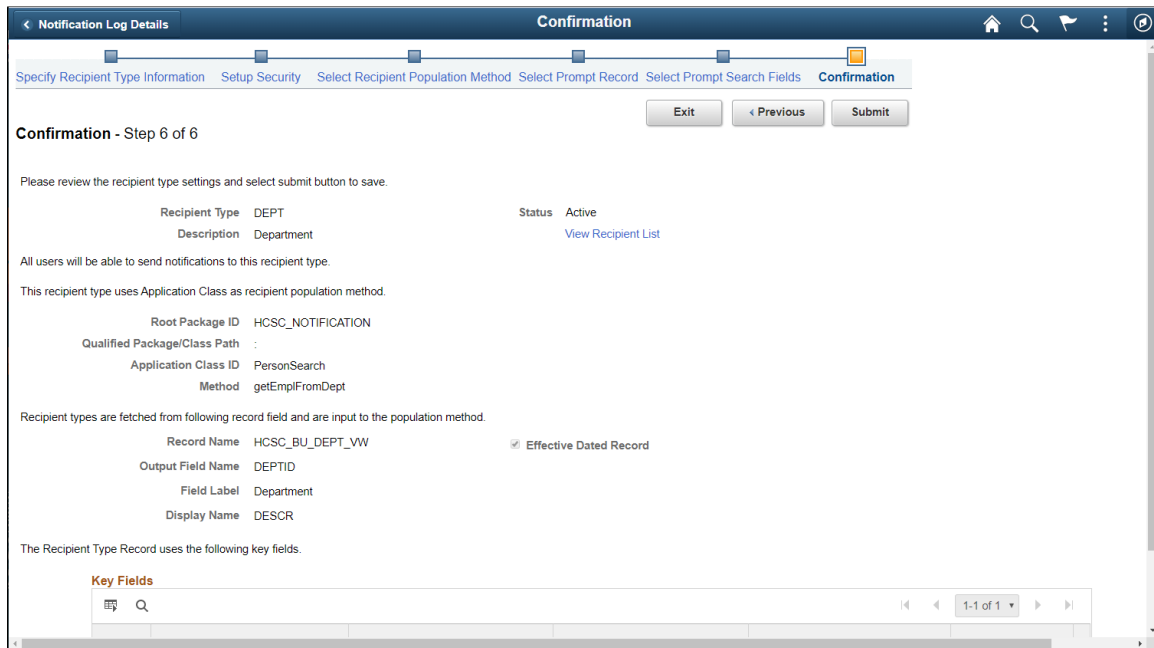 Notification Log Details
Confirmation
Specify Recipient Type Information Setup Security Select Recipient Population Method Select Prompt Record Select Prompt Search Fields Confirmation
Exit Previous Submit
Confirmation - Step 6 of 6
Please review the recipient type settings and select submit button to save.
Recipient Type DEPT Status Active
Description Department View Recipient List
All users will be able to send notifications to this recipient type.
This recipient type uses Application Class as recipient population method.
Root Package ID HCSC_NOTIFICATION
Qualified Package/Class Path :
Application Class ID PersonSearch
Method getEmplFromDept
Recipient types are fetched from following record field and are input to the population method.
Record Name HCSC_BU_DEPT_VW Effective Dated Record
Output Field Name DEPTID
Field Label Department
Display Name DESCR
The Recipient Type Record uses the following key fields.
Key Fields
1-1 of 1